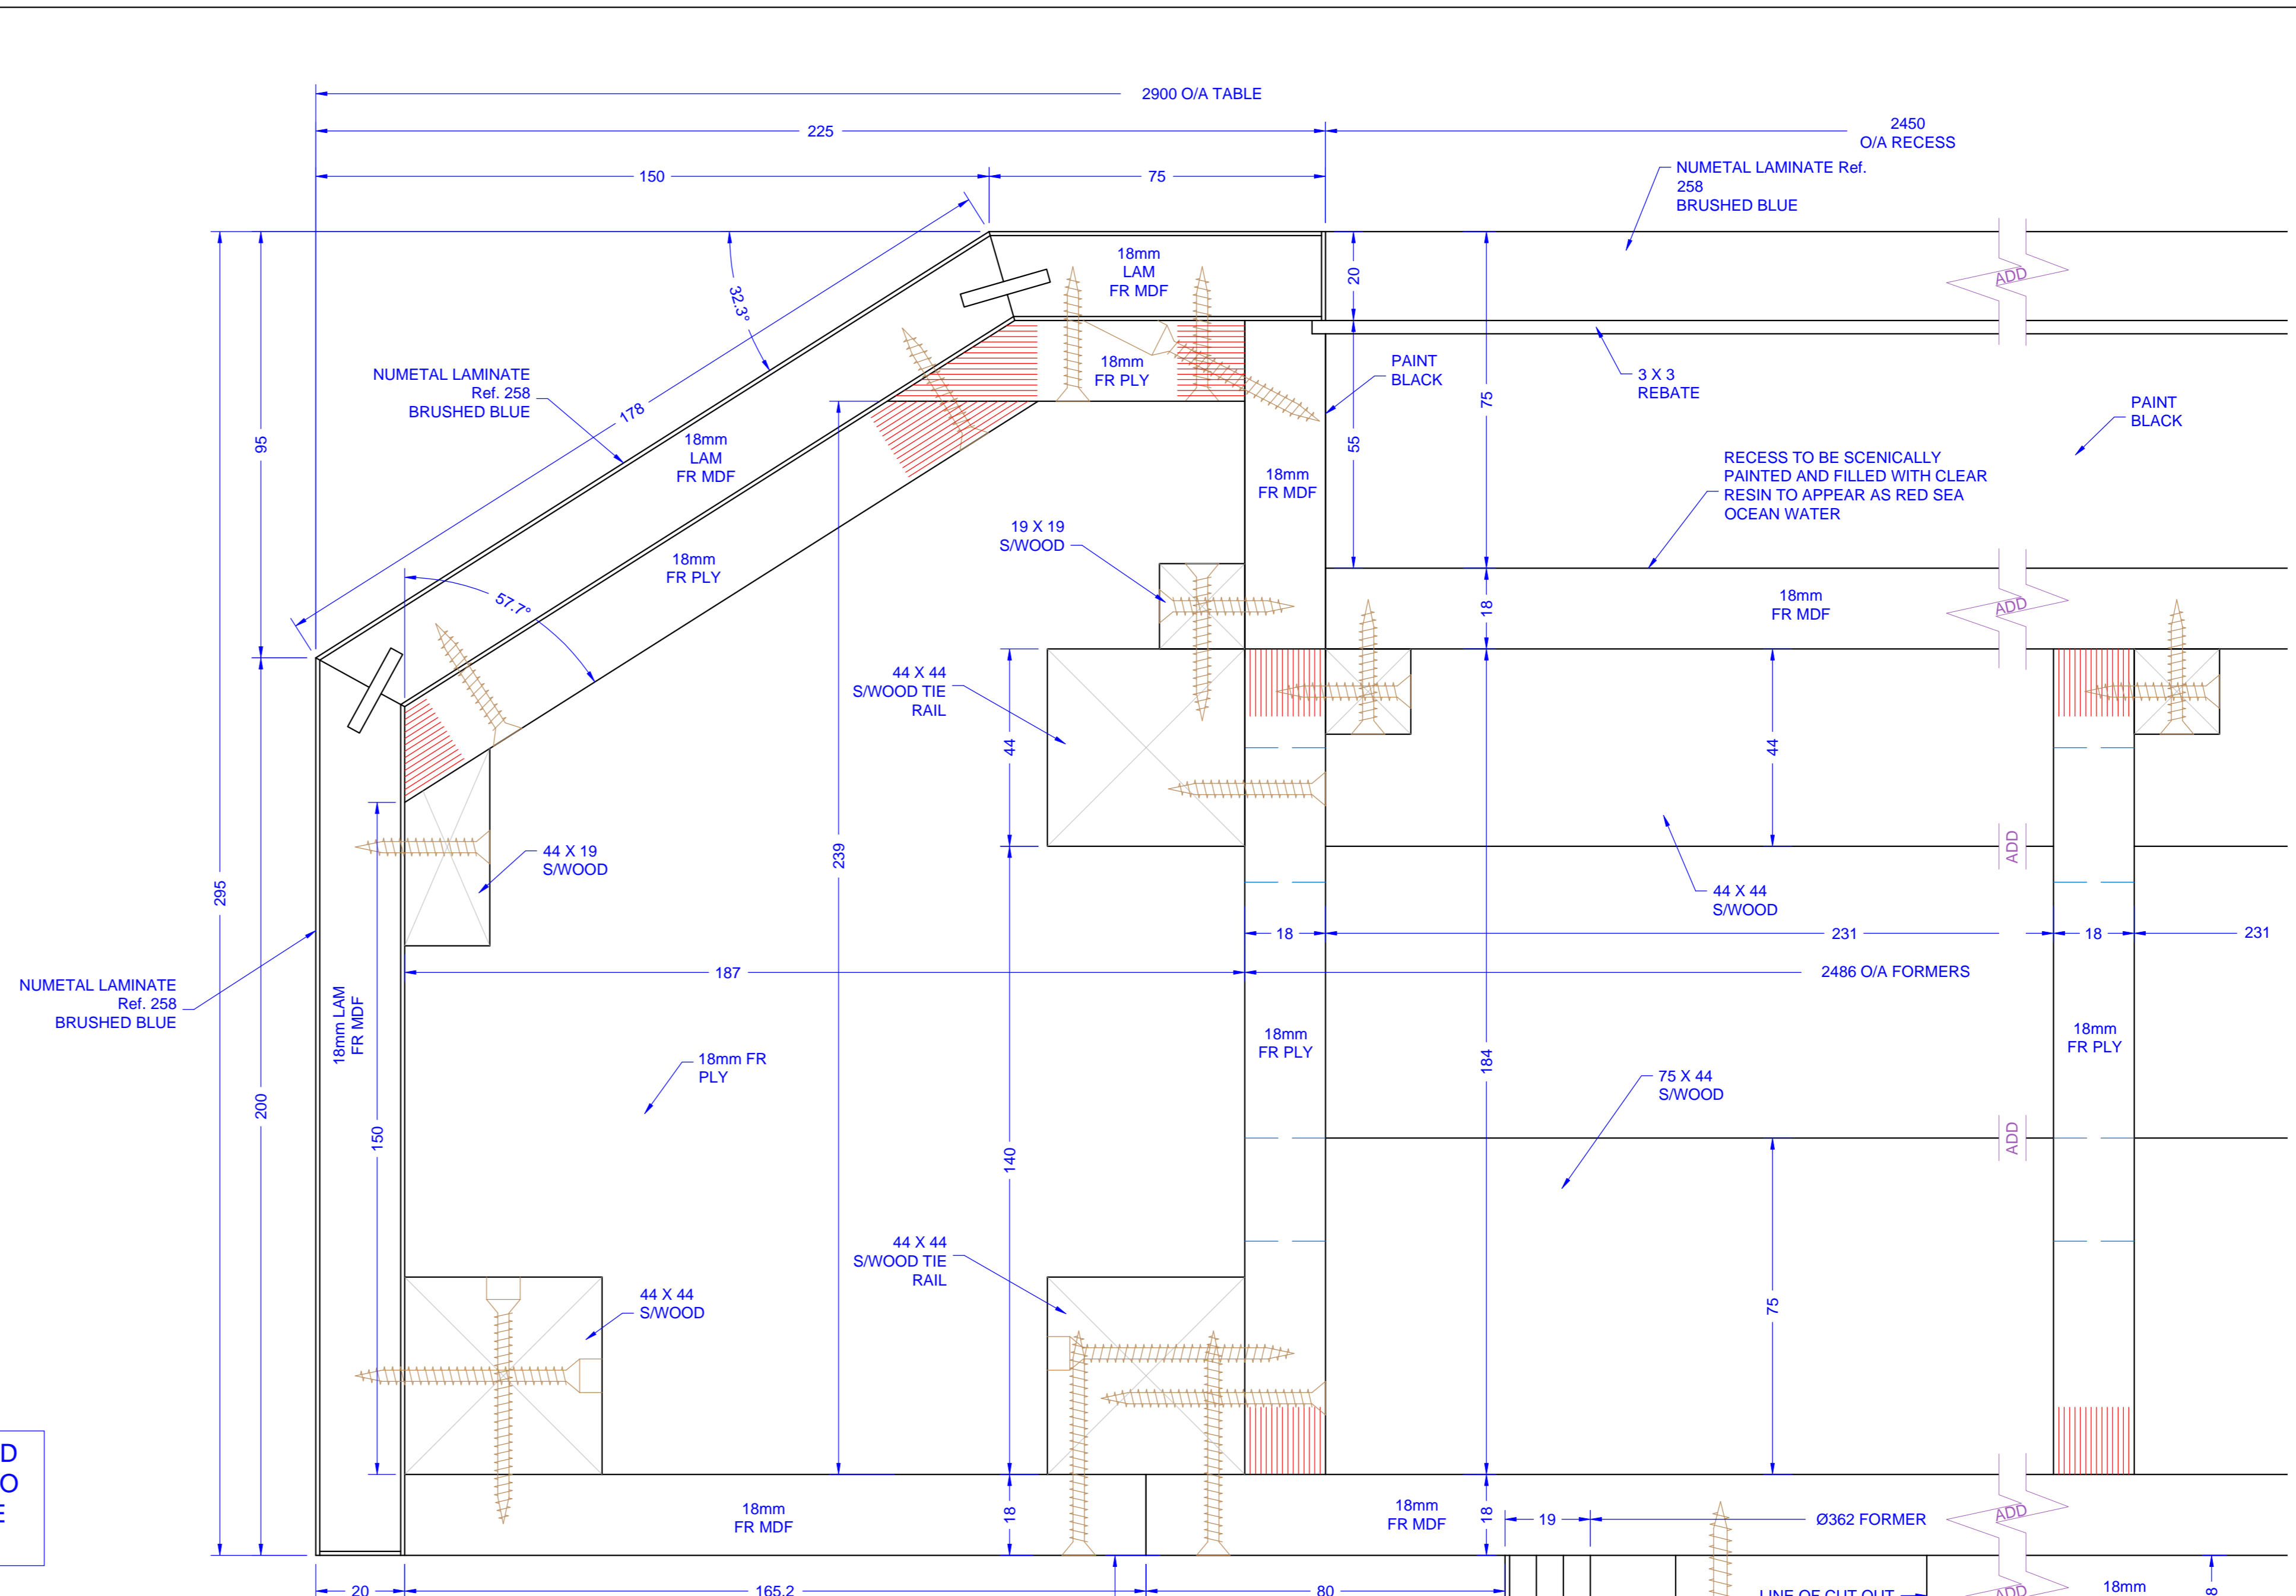 2900 O/A TABLE
225
2450
O/A RECESS
150
75
NUMETAL LAMINATE Ref.
258
BRUSHED BLUE
18mm
LAM
FR MDF
20
75
ADD
32.3°
NUMETAL LAMINATE
Ref. 258
BRUSHED BLUE
178
18mm
LAM
FR MDF
18mm
FR PLY
PAINT
BLACK
3 X 3
REBATE
PAINT
BLACK
95
55
18mm
FR MDF
RECESS TO BE SCENICALLY
PAINTED AND FILLED WITH CLEAR
RESIN TO APPEAR AS RED SEA
OCEAN WATER
19 X 19
S/WOOD
18mm
FR PLY
57.7°
18
18mm
FR MDF
ADD
44 X 44
S/WOOD TIE
RAIL
44
44
239
44 X 19
S/WOOD
ADD
295
44 X 44
S/WOOD
18
231
18
231
187
2486 O/A FORMERS
NUMETAL LAMINATE
Ref. 258
BRUSHED BLUE
18mm LAM
FR MDF
18mm FR
PLY
18mm
FR PLY
184
18mm
FR PLY
75 X 44
S/WOOD
200
150
140
ADD
44 X 44
S/WOOD TIE
RAIL
44 X 44
S/WOOD
75
D
O
18mm
FR MDF
18
18mm
FR MDF
18
19
Ø362 FORMER
ADD
20
165.2
80
LINE OF CUT OUT
ADD
18mm
8